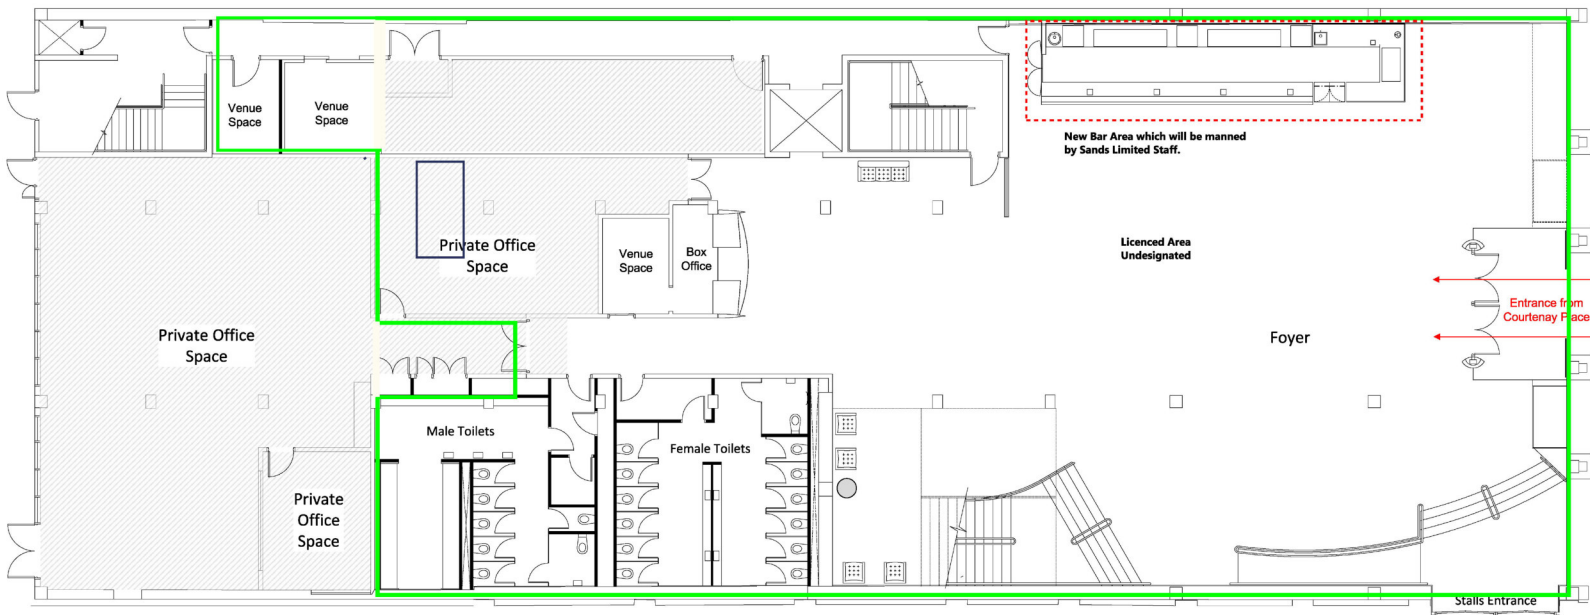 Venue
Space
Venue
Space
New Bar Area which will be manned
by Sands Limited Staff.
Private Office
Space
Venue
Space
Box
Office
Licenced Area
Undesignated
Entrance from
Courtenay Place
Foyer
Private Office
Space
Male Toilets
Female Toilets
Private
Office
Space
Stalls Entrance